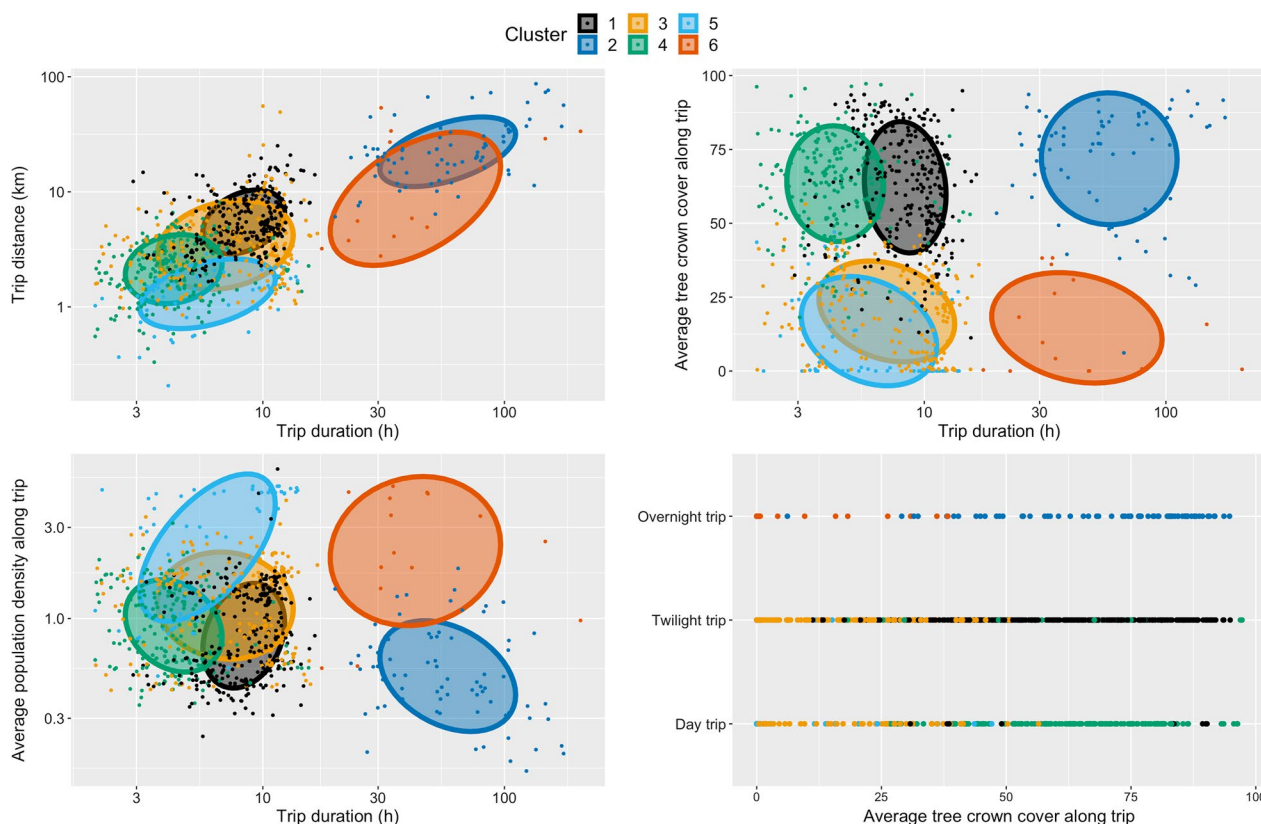 Cluster
1 3 5
2 4 6
100
10
1
Trip distance (km)
3 10 30 100
Trip duration (h)
100
75
50
25
0
Average tree crown cover along trip
3 10 30 100
Trip duration (h)
3.0
1.0
0.3
Average population density along trip
3 10 30 100
Trip duration (h)
Overnight trip
Twilight trip
Day trip
0 25 50 75 100
Average tree crown cover along trip